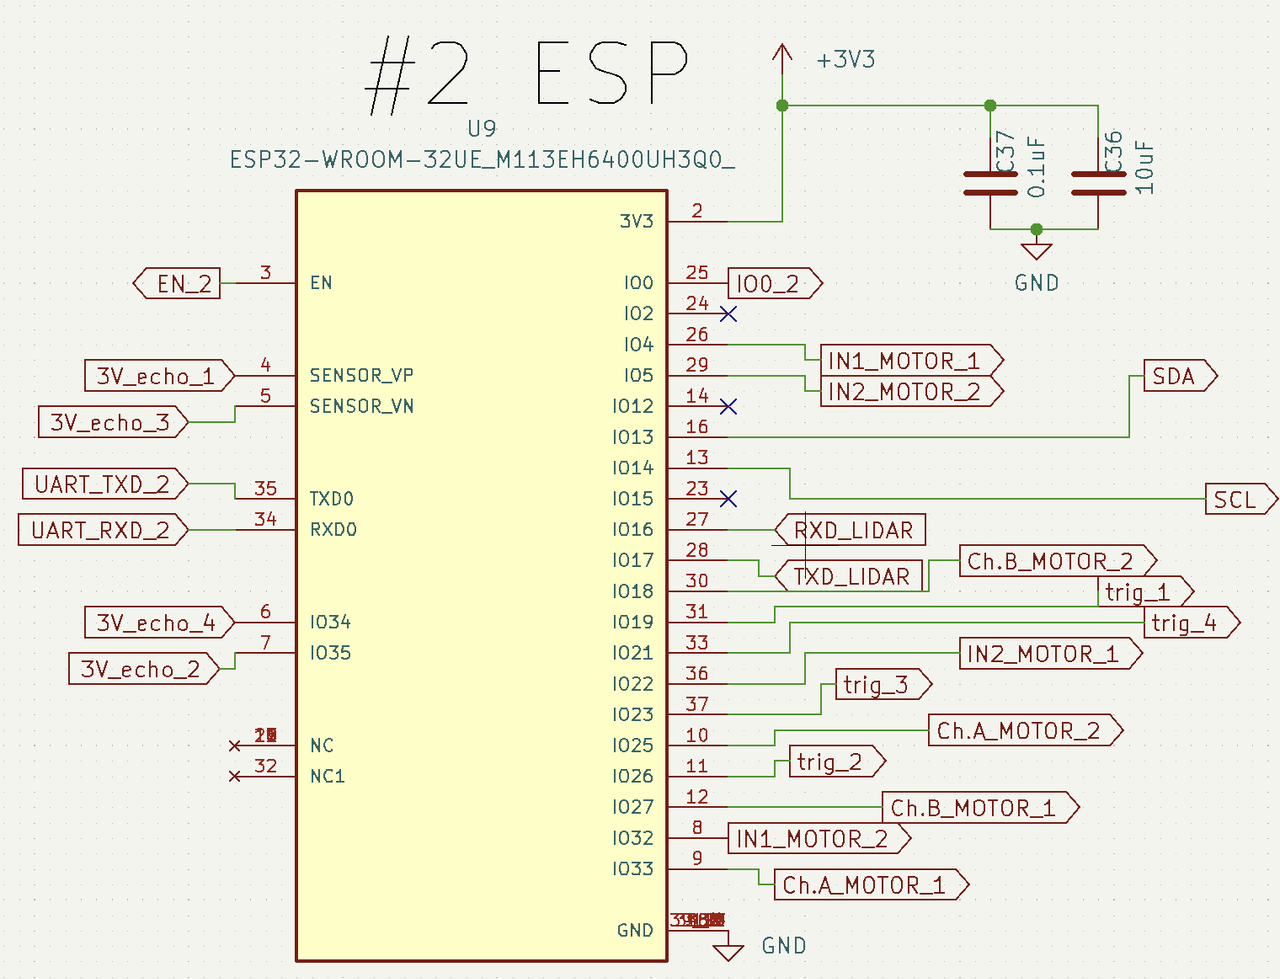 #2 ESP
U9
ESP32-WROOM-32UE_M113EH6400UH3Q0_
+3V3
C37
0.1uF
C36
10uF
GND
3V3 2
EN_2 3 EN
IO0 25 IO0_2
IO2 24
IO4 26 IN1_MOTOR_1
3V_echo_1 4 SENSOR_VP
IO5 29 IN2_MOTOR_2
SDA
3V_echo_3 5 SENSOR_VN
IO12 14
IO13 16
IO14 13
UART_TXD_2 35 TXD0
IO15 23
SCL
UART_RXD_2 34 RXD0
IO16 27 RXD_LIDAR
IO17 28 TXD_LIDAR
Ch.B_MOTOR_2
IO18 30
trig_1
3V_echo_4 6 IO34
IO19 31
trig_4
3V_echo_2 7 IO35
IO21 33
IN2_MOTOR_1
IO22 36
trig_3
IO23 37
NC
IO25 10
Ch.A_MOTOR_2
32 NC1
IO26 11
trig_2
IO27 12 Ch.B_MOTOR_1
IO32 8 IN1_MOTOR_2
IO33 9 Ch.A_MOTOR_1
GND
GND